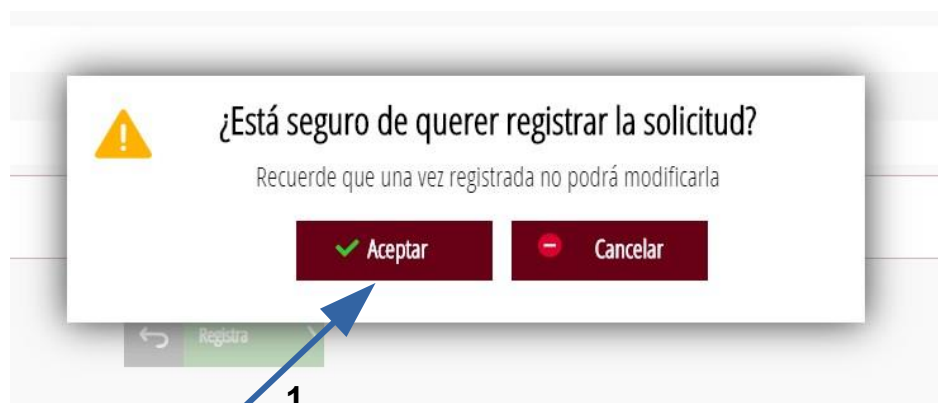 ¿Está seguro de querer registrar la solicitud?
Recuerde que una vez registrada no podrá modificarla
Aceptar
Cancelar
Registra
1